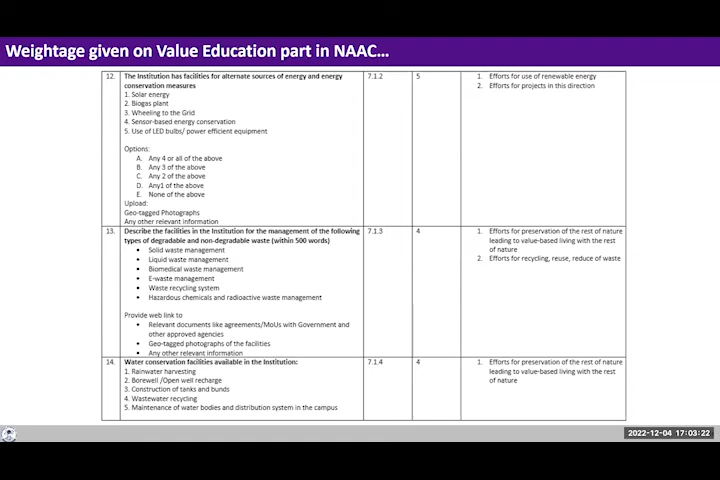 Weightage given on Value Education part in NAAC...
12. The Institution has facilities for alternate sources of energy and energy conservation measures 7.1.2 5
1. Solar energy
2. Biogas plant
3. Wheeling to the Grid
4. Sensor-based energy conservation
5. Use of LED bulbs/ power efficient equipment
Options:
A. Any 4 or all of the above
B. Any 3 of the above
C. Any 2 of the above
D. Any1 of the above
E. None of the above
Upload:
Geo-tagged Photographs
Any other relevant information
1. Efforts for use of renewable energy
2. Efforts for projects in this direction
13. Describe the facilities in the Institution for the management of the following
types of degradable and non-degradable waste (within 500 words)
• Solid waste management
• Liquid waste management
• Biomedical waste management
• E-waste management
• Waste recycling system
• Hazardous chemicals and radioactive waste management
Provide web link to
• Relevant documents like agreements/MoUs with Government and
other approved agencies
• Geo-tagged photographs of the facilities
• Any other relevant information
7.1.3 4
1. Efforts for preservation of the rest of nature
leading to value-based living with the rest
of nature
2. Efforts for recycling, reuse, reduce of waste
14. Water conservation facilities available in the Institution:
1. Rainwater harvesting
2. Borewell /Open well recharge
3. Construction of tanks and bunds
4. Wastewater recycling
5. Maintenance of water bodies and distribution system in the campus
7.1.4 4
1. Efforts for preservation of the rest of nature
leading to value-based living with the rest
of nature
2022-12-04 17:03:22